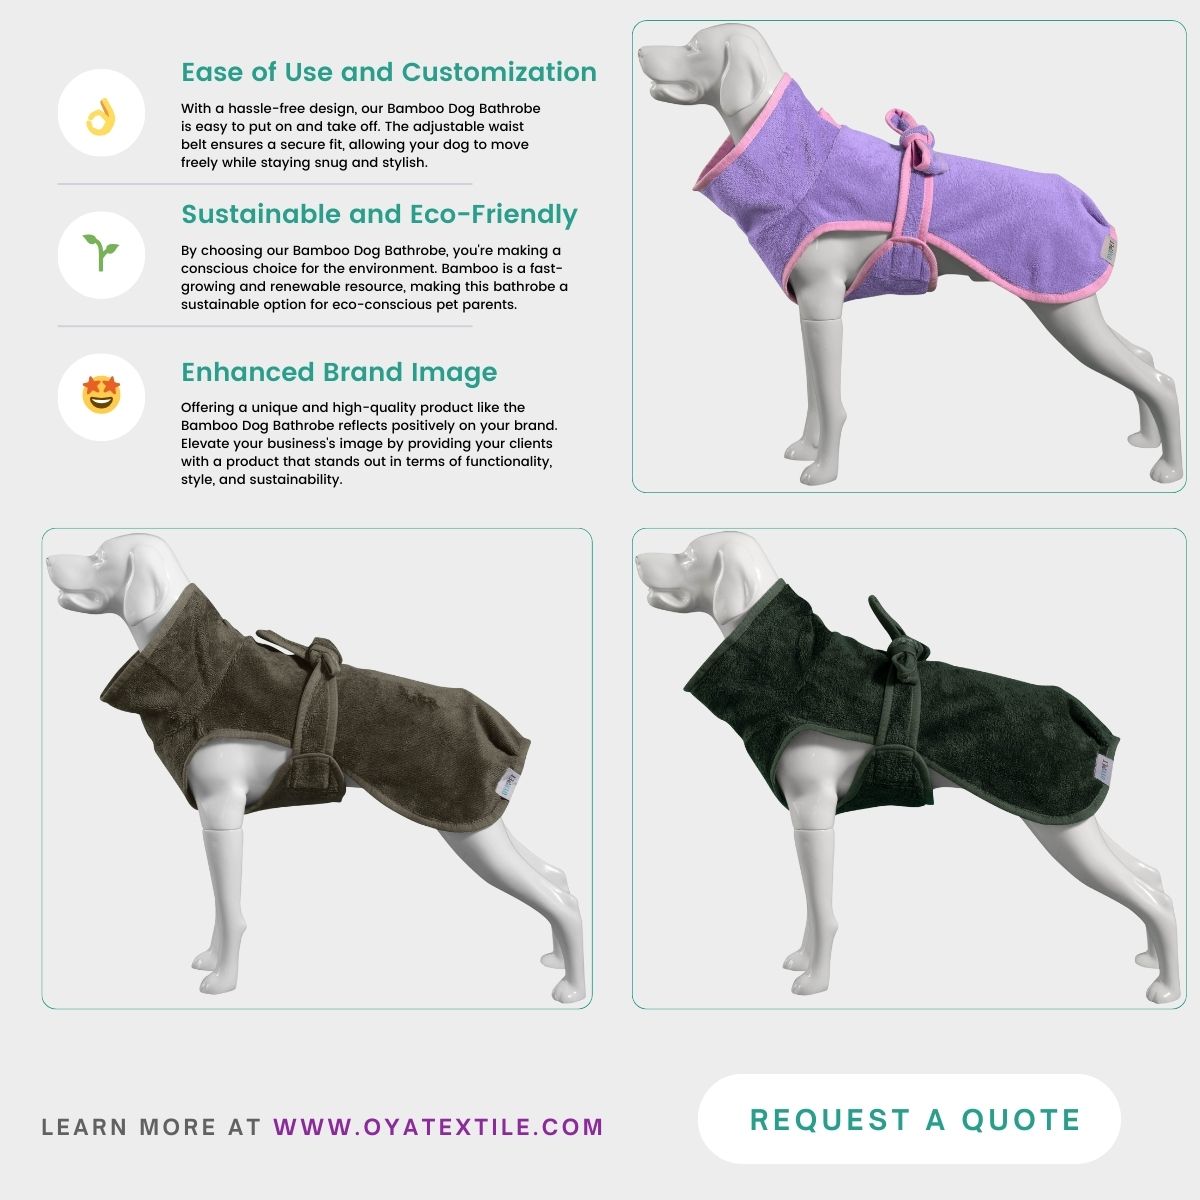 Ease of Use and Customization
With a hassle-free design, our Bamboo Dog Bathrobe
is easy to put on and take off. The adjustable waist
belt ensures a secure fit, allowing your dog to move
freely while staying snug and stylish.
Sustainable and Eco-Friendly
By choosing our Bamboo Dog Bathrobe, you're making a
conscious choice for the environment. Bamboo is a fast-
growing and renewable resource, making this bathrobe a
sustainable option for eco-conscious pet parents.
Enhanced Brand Image
Offering a unique and high-quality product like the
Bamboo Dog Bathrobe reflects positively on your brand.
Elevate your business's image by providing your clients
with a product that stands out in terms of functionality,
style, and sustainability.
LEARN MORE AT WWW.OYATEXTILE.COM
REQUEST A QUOTE